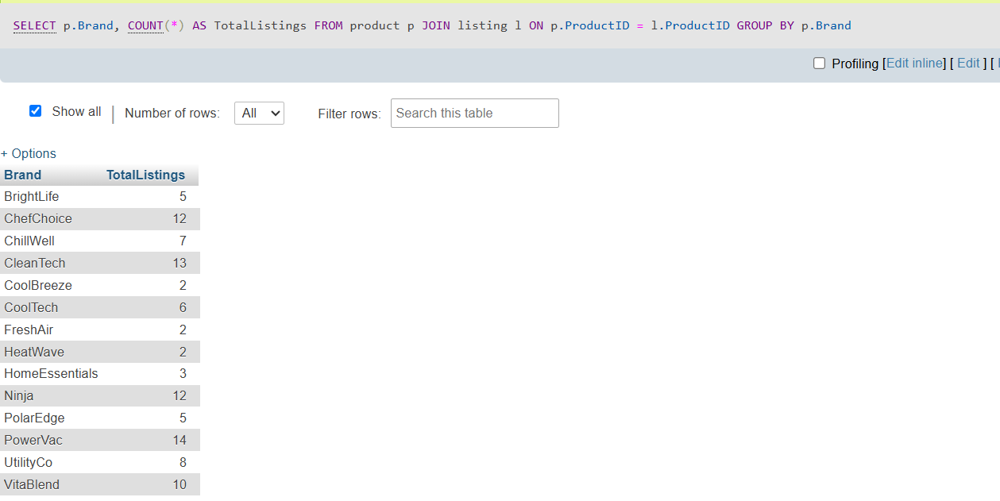 SELECT p.Brand, COUNT(*) AS TotalListings FROM product p JOIN listing l ON p.ProductID = l.ProductID GROUP BY p.Brand
Profiling [Edit inline] [ Edit ] [
Show all | Number of rows: All Filter rows: Search this table
+ Options
Brand TotalListings
BrightLife 5
ChefChoice 12
ChillWell 7
CleanTech 13
CoolBreeze 2
CoolTech 6
FreshAir 2
HeatWave 2
HomeEssentials 3
Ninja 12
PolarEdge 5
PowerVac 14
UtilityCo 8
VitaBlend 10